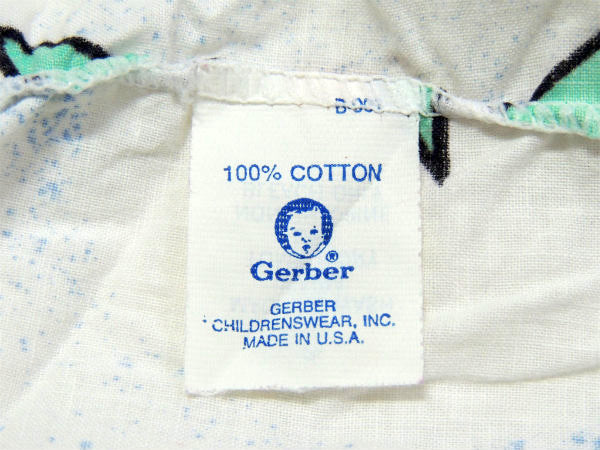 100% COTTON
Gerber®
GERBER
CHILDRENSWEAR, INC.
MADE IN U.S.A.